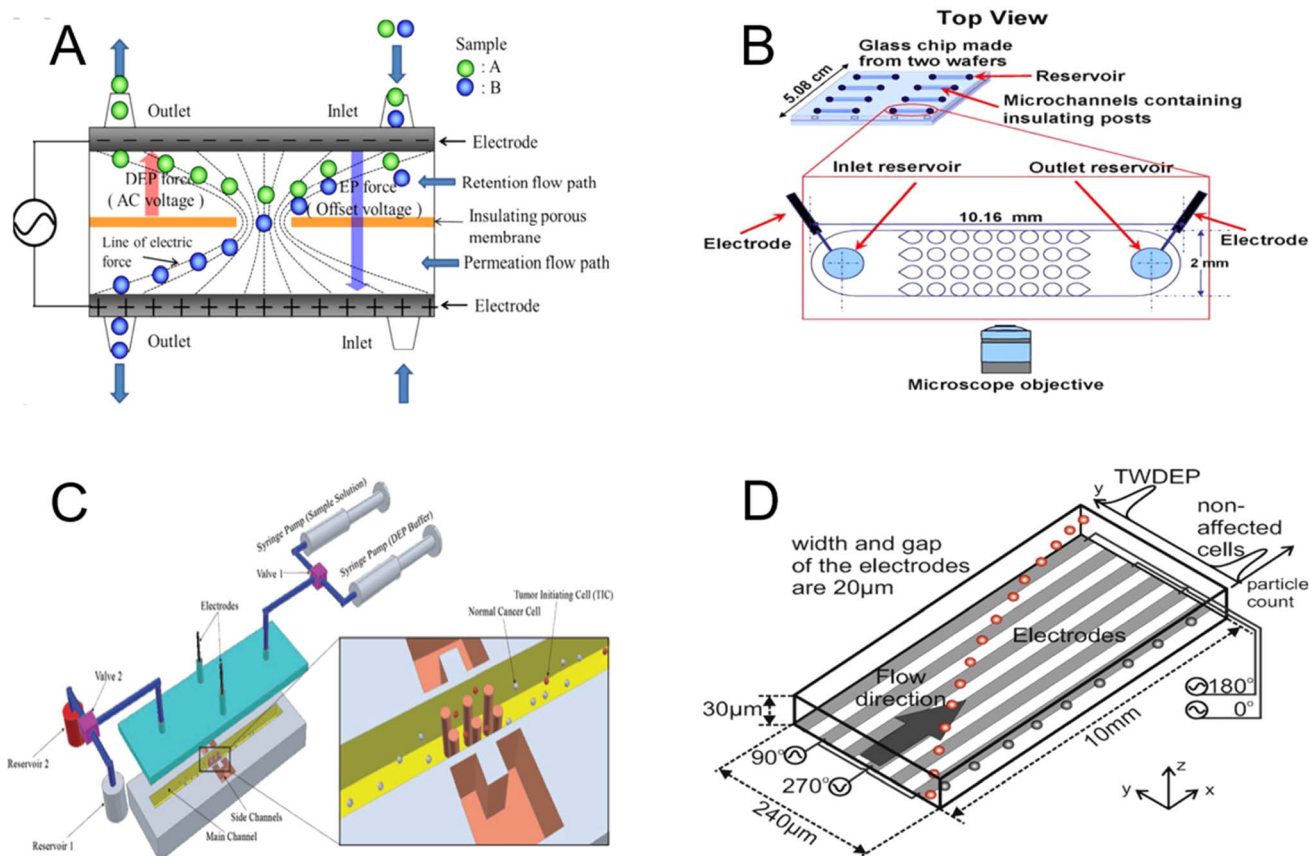 A
Sample
: A
: B
Outlet
Inlet
Electrode
DEP force
( AC voltage )
EP force
( Offset voltage )
Retention flow path
Insulating porous
membrane
Line of electric
force
Permeation flow path
Electrode
Outlet
Inlet
B
Top View
Glass chip made
from two wafers
5.08 cm
Reservoir
Microchannels containing
insulating posts
Inlet reservoir
Outlet reservoir
10.16 mm
Electrode
Electrode
2 mm
Microscope objective
C
Syringe Pump (Sample Solution)
Syringe Pump (DEP Buffer)
Valve 1
Electrodes
Tumor Initiating Cell (TIC)
Normal Cancer Cell
Valve 2
Reservoir 2
Side Channels
Main Channel
Reservoir 1
D
TWDEP
y
non-
affected
cells
particle
count
width and gap
of the electrodes
are 20µm
Electrodes
Flow
direction
30µm
180°
0°
90°
270°
10mm
240µm
z
y
x